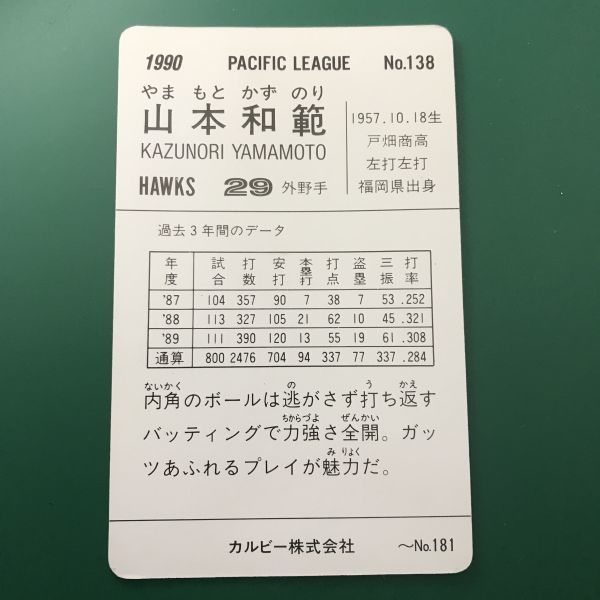 1990 PACIFIC LEAGUE No.138
やま もと かず のり
山本和範
KAZUNORI YAMAMOTO
HAWKS 29 外野手
1957.10.18生
戸畑商高
左打左打
福岡県出身
過去3年間のデータ
年度 試合 打数 安打 本塁打 打点 盗塁 三振 打率
'87 104 357 90 7 38 7 53 .252
'88 113 327 105 21 62 10 45 .321
'89 111 390 120 13 55 19 61 .308
通算 800 2476 704 94 337 77 337 .284
ないかく の う かえ
内角のボールは逃がさず打ち返す
ちからづよ ぜんかい
バッティングで力強さ全開。ガッ
みりょく
ツあふれるプレイが魅力だ。
カルビー株式会社 〜No.181